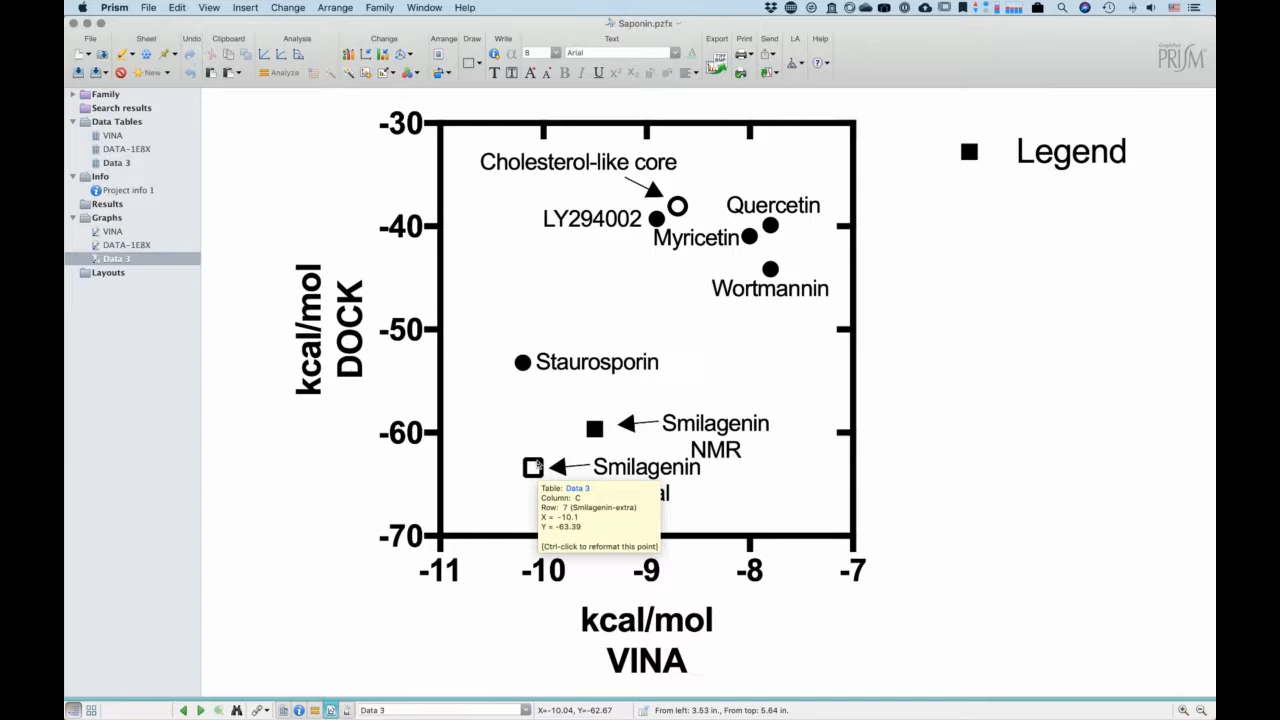 Prism File Edit View Insert Change Arrange Family Window Help
Saponin.pzfx
File Sheet Undo Clipboard Analysis Change Arrange Draw Write Text Export Print Send LA Help
8 Arial
New Analyze
GraphPad PRISM
Family
Search results
Data Tables
VINA
DATA-1E8X
Data 3
Info
Project info 1
Results
Graphs
VINA
DATA-1E8X
Data 3
Layouts
-30
-40
-50
-60
-70
kcal/mol
DOCK
Cholesterol-like core
LY294002
Quercetin
Myricetin
Wortmannin
Staurosporin
Smilagenin
NMR
Smilagenin
al
Table: Data 3
Column: C
Row: 7 (Smilagenin-extra)
X = -10.1
Y = -63.39
[Ctrl-click to reformat this point]
-11 -10 -9 -8 -7
kcal/mol
VINA
Legend
Data 3 X=-10.04, Y=-62.67 From left: 3.53 in., From top: 5.64 in.